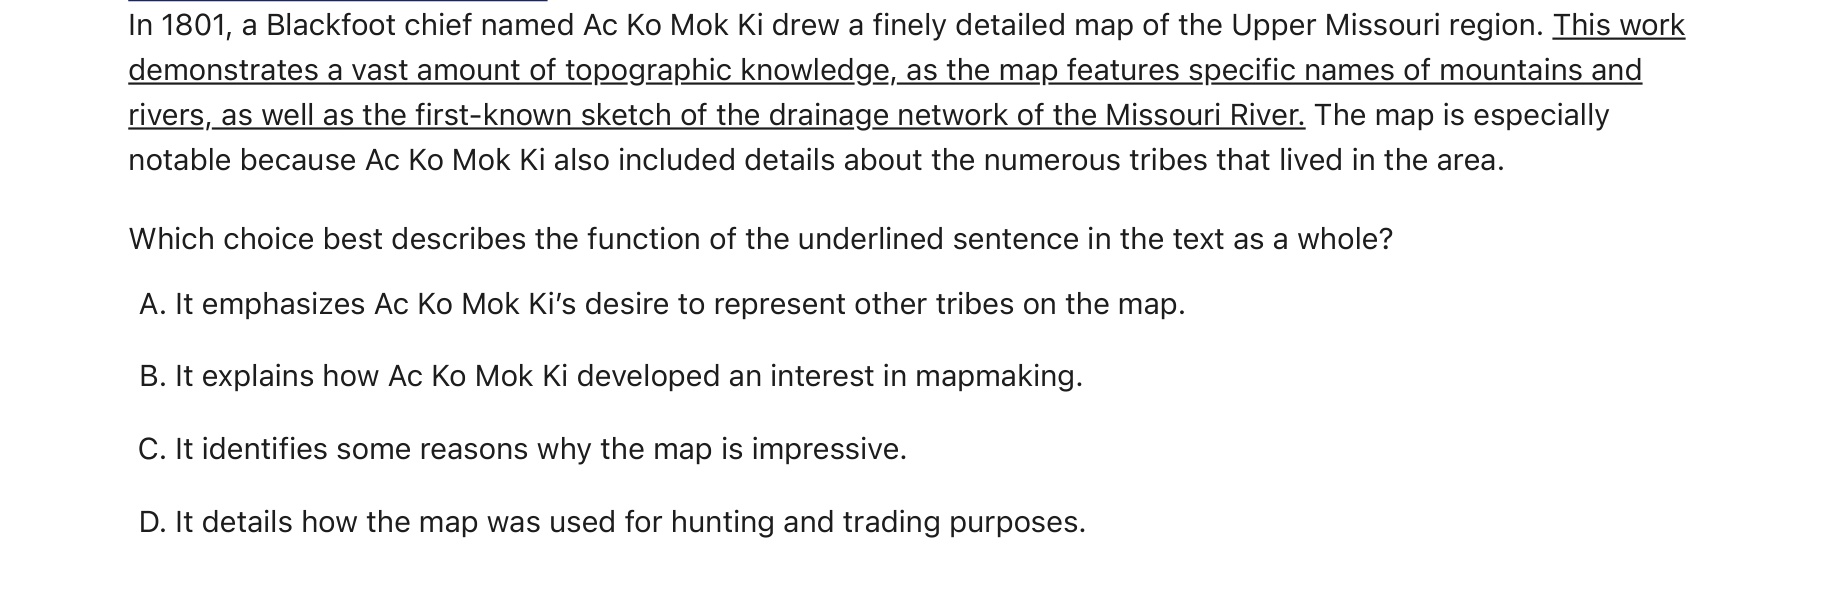 In 1801, a Blackfoot chief named Ac Ko Mok Ki drew a finely detailed map of the Upper Missouri region. This work
demonstrates a vast amount of topographic knowledge, as the map features specific names of mountains and
rivers, as well as the first-known sketch of the drainage network of the Missouri River. The map is especially
notable because Ac Ko Mok Ki also included details about the numerous tribes that lived in the area.
Which choice best describes the function of the underlined sentence in the text as a whole?
A. It emphasizes Ac Ko Mok Ki’s desire to represent other tribes on the map.
B. It explains how Ac Ko Mok Ki developed an interest in mapmaking.
C. It identifies some reasons why the map is impressive.
D. It details how the map was used for hunting and trading purposes.